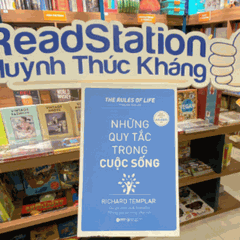 ReadStation
Huỳnh Thúc Kháng
THE RULES OF LIFE
NHỮNG
QUY TẮC
TRONG
CUỘC SỐNG
RICHARD TEMPLAR